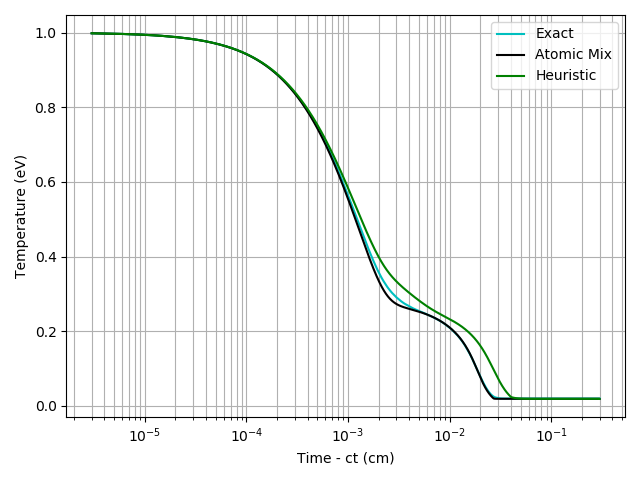 Exact
Atomic Mix
Heuristic
Temperature (eV)
1.0
0.8
0.6
0.4
0.2
0.0
10⁻⁵ 10⁻⁴ 10⁻³ 10⁻² 10⁻¹
Time - ct (cm)